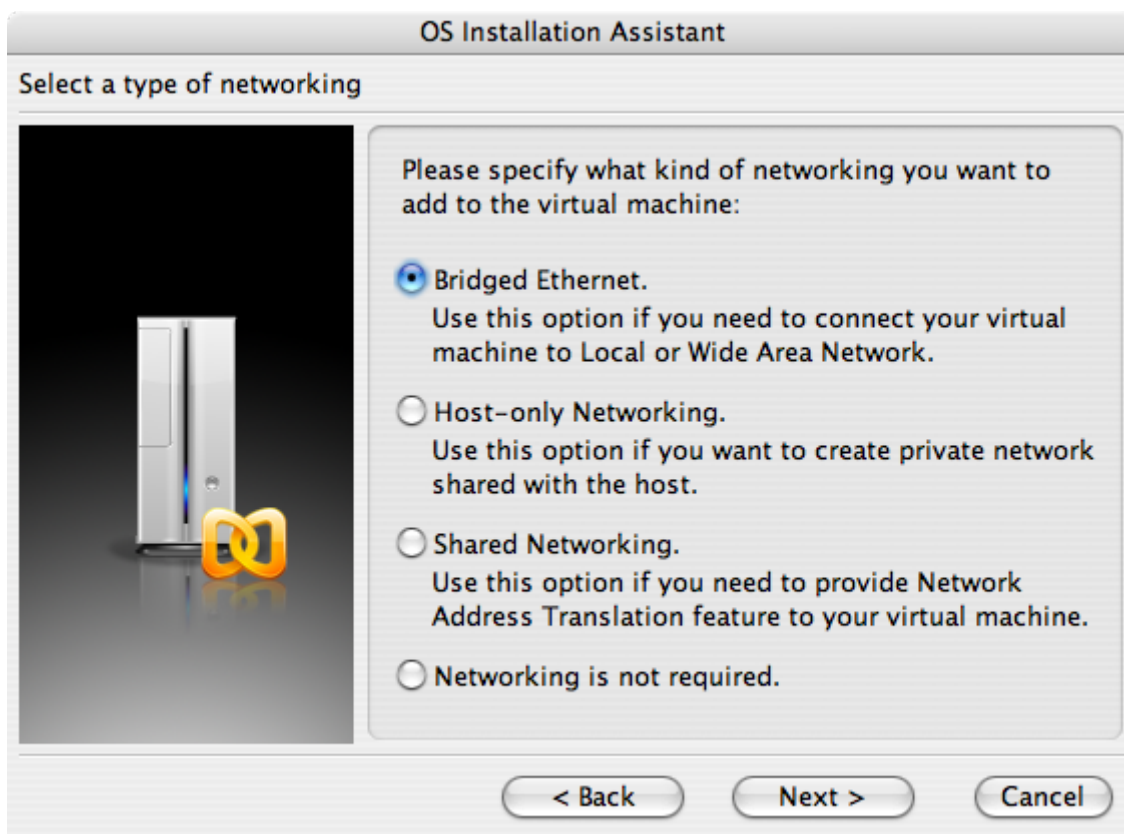 OS Installation Assistant
Select a type of networking
Please specify what kind of networking you want to
add to the virtual machine:
Bridged Ethernet.
Use this option if you need to connect your virtual
machine to Local or Wide Area Network.
Host-only Networking.
Use this option if you want to create private network
shared with the host.
Shared Networking.
Use this option if you need to provide Network
Address Translation feature to your virtual machine.
Networking is not required.
< Back
Next >
Cancel